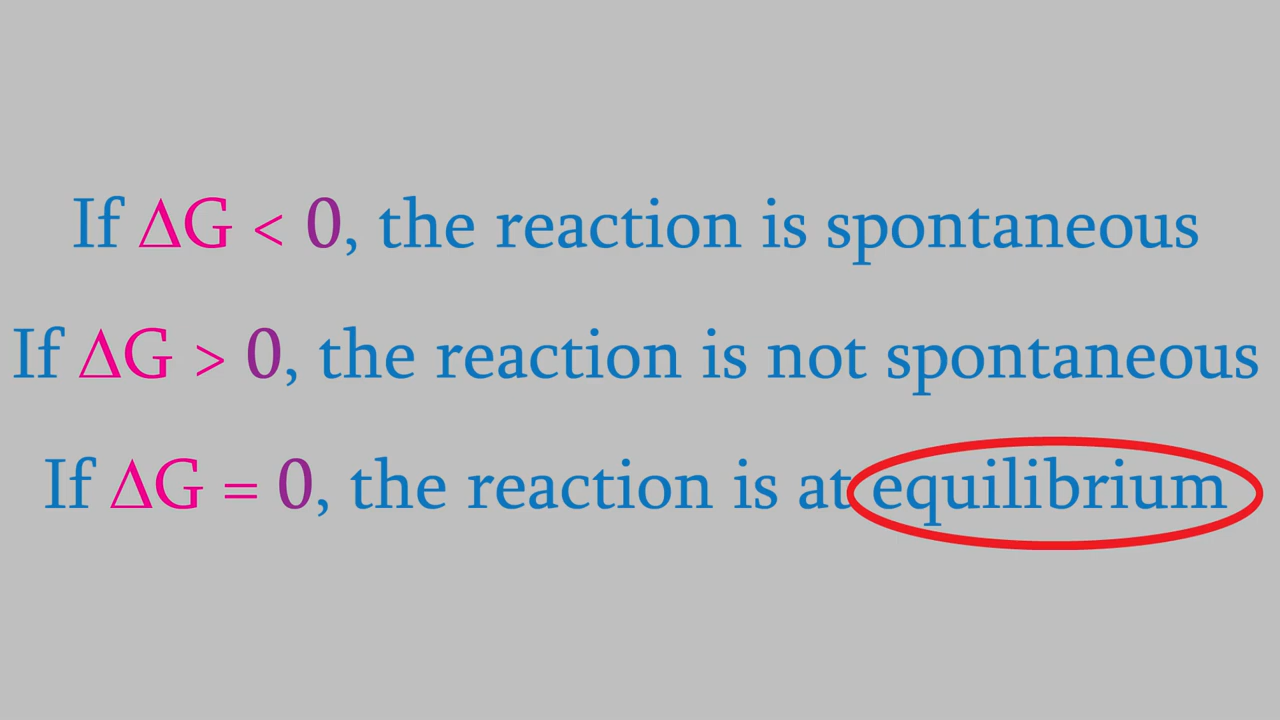 If ΔG < 0, the reaction is spontaneous
If ΔG > 0, the reaction is not spontaneous
If ΔG = 0, the reaction is at equilibrium